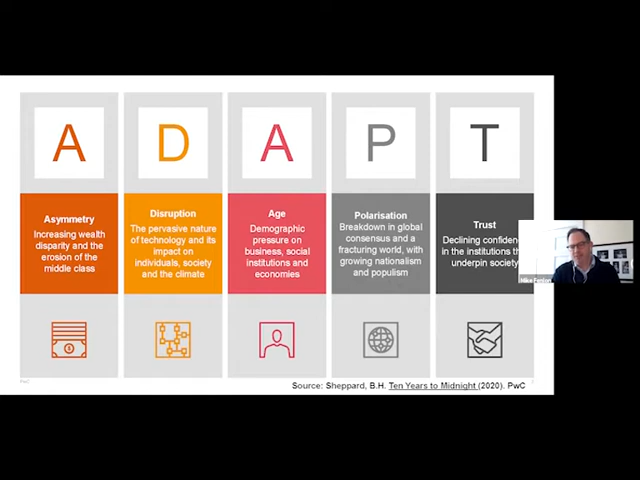 A
D
A
P
T
Asymmetry
Increasing wealth
disparity and the
erosion of the
middle class
Disruption
The pervasive nature
of technology and its
impact on
individuals, society
and the climate
Age
Demographic
pressure on
business, social
institutions and
economies
Polarisation
Breakdown in global
consensus and a
fracturing world, with
growing nationalism
and populism
Trust
Declining
in the institutions
underpin society
Mike
PwC
Source: Sheppard, B.H. Ten Years to Midnight (2020). PwC